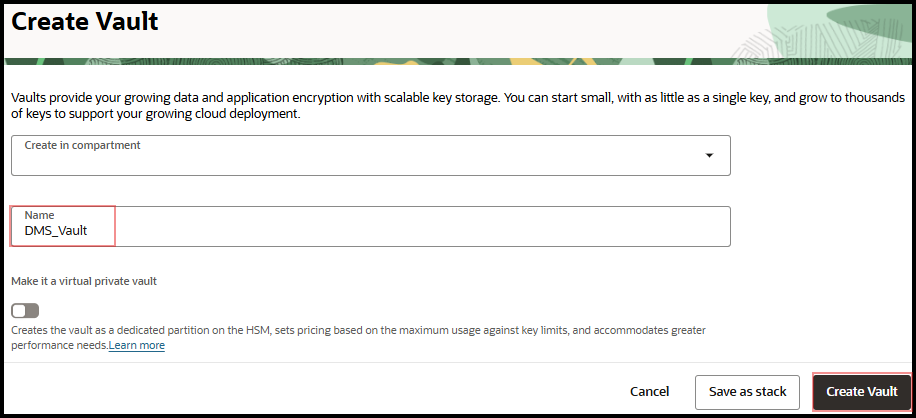 Create Vault
Vaults provide your growing data and application encryption with scalable key storage. You can start small, with as little as a single key, and grow to thousands
of keys to support your growing cloud deployment.
Create in compartment
Name
DMS_Vault
Make it a virtual private vault
Creates the vault as a dedicated partition on the HSM, sets pricing based on the maximum usage against key limits, and accommodates greater
performance needs.Learn more
Cancel Save as stack Create Vault